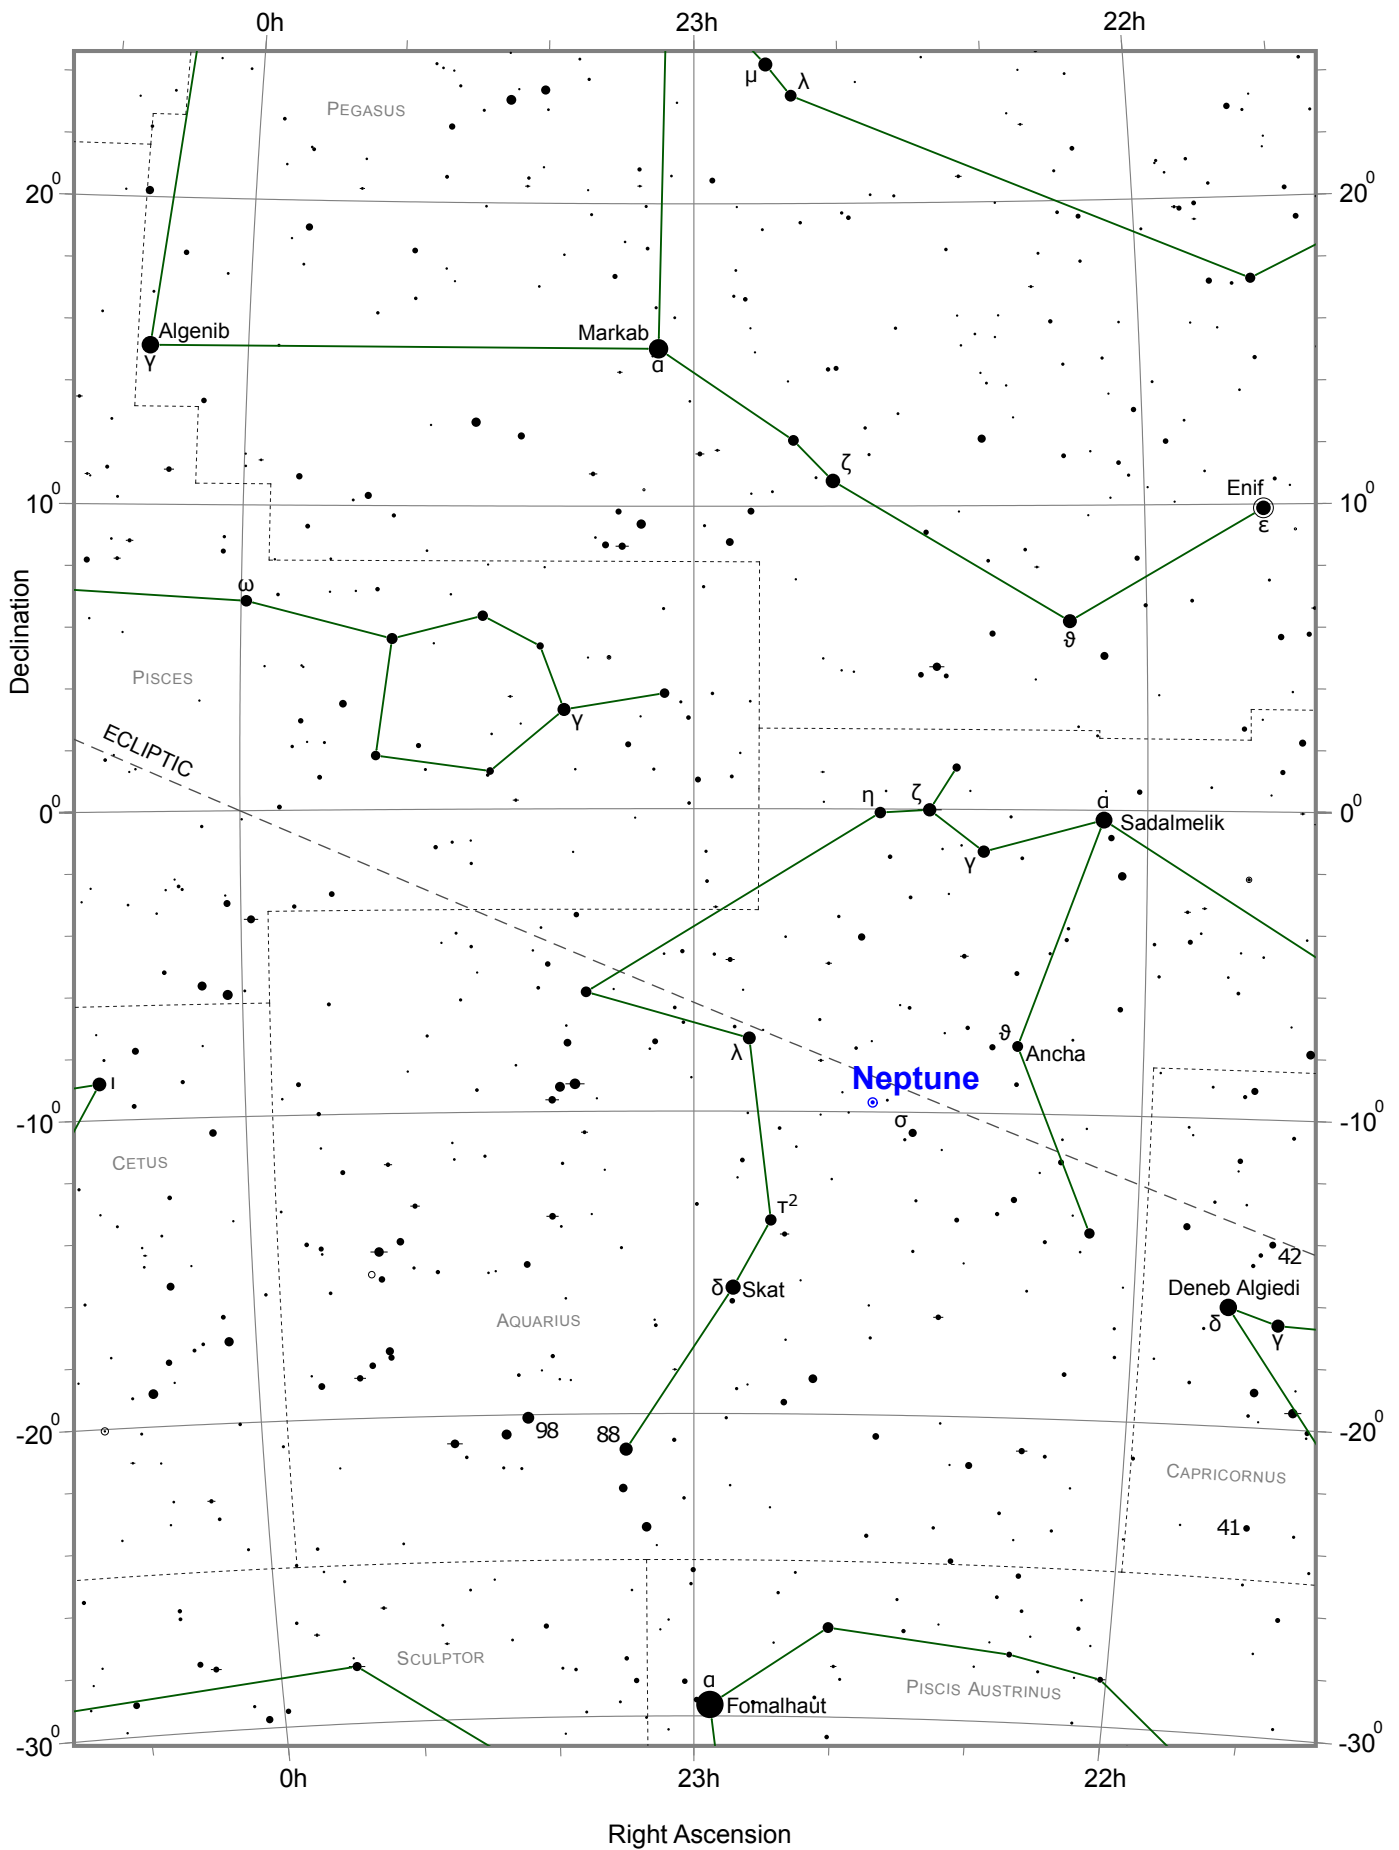 0h 23h 22h
μ λ
PEGASUS
20⁰ 20⁰
Algenib Markab
γ α
ζ
Enif
10⁰ 10⁰
ε
Declination
ω
ϑ
PISCES
γ
ECLIPTIC
η ζ α
0⁰ 0⁰
Sadalmelik
γ
ϑ
λ Ancha
Neptune
ι
-10⁰ σ -10⁰
CETUS
τ²
42
δ Skat Deneb Algiedi
AQUARIUS δ γ
98 88
-20⁰ -20⁰
CAPRICORNUS
41
SCULPTOR
α PISCIS AUSTRINUS
Fomalhaut
-30⁰ -30⁰
0h 23h 22h
Right Ascension